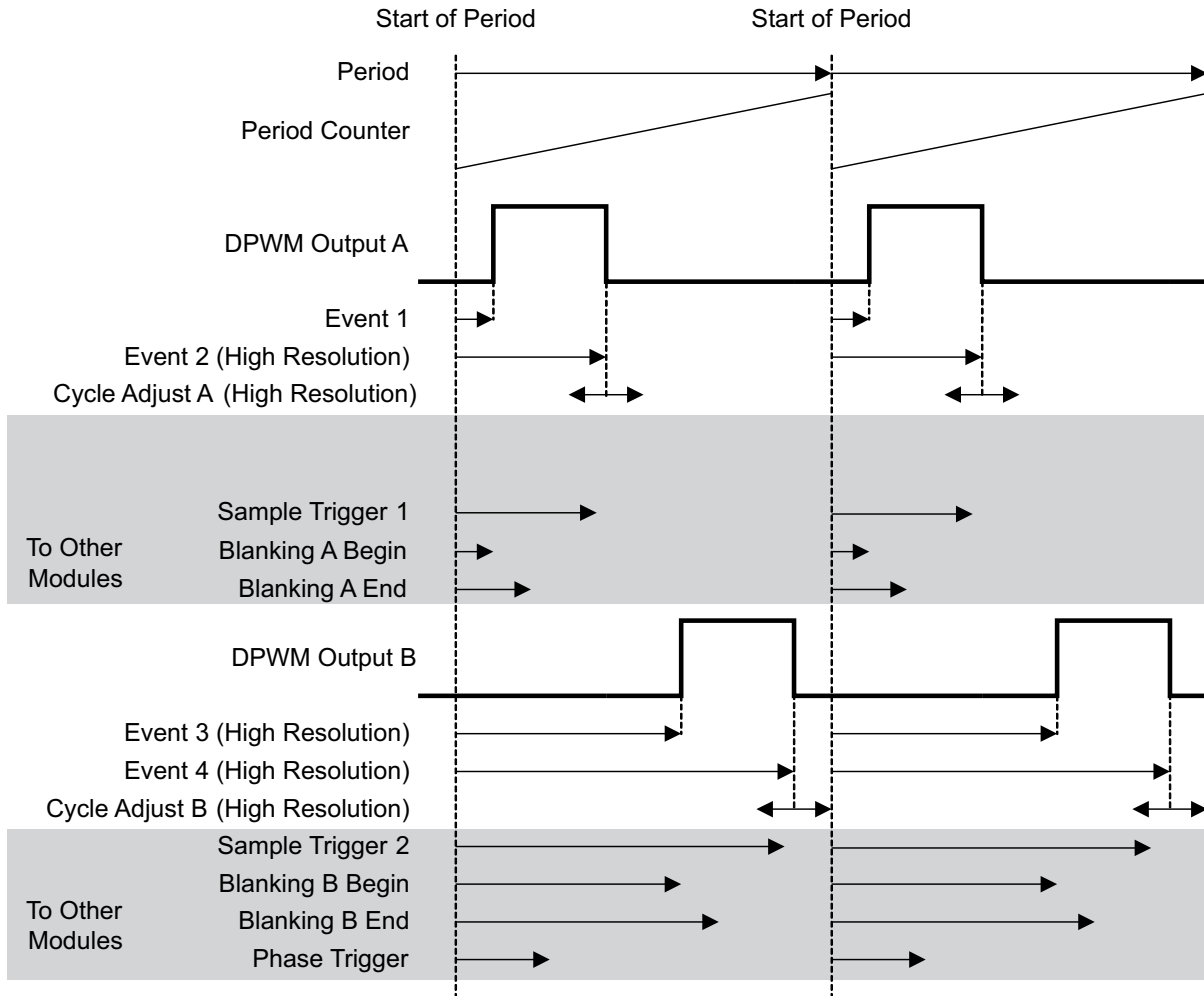 Start of Period
Start of Period
Period
Period Counter
DPWM Output A
Event 1
Event 2 (High Resolution)
Cycle Adjust A (High Resolution)
To Other
Modules
Sample Trigger 1
Blanking A Begin
Blanking A End
DPWM Output B
Event 3 (High Resolution)
Event 4 (High Resolution)
Cycle Adjust B (High Resolution)
To Other
Modules
Sample Trigger 2
Blanking B Begin
Blanking B End
Phase Trigger